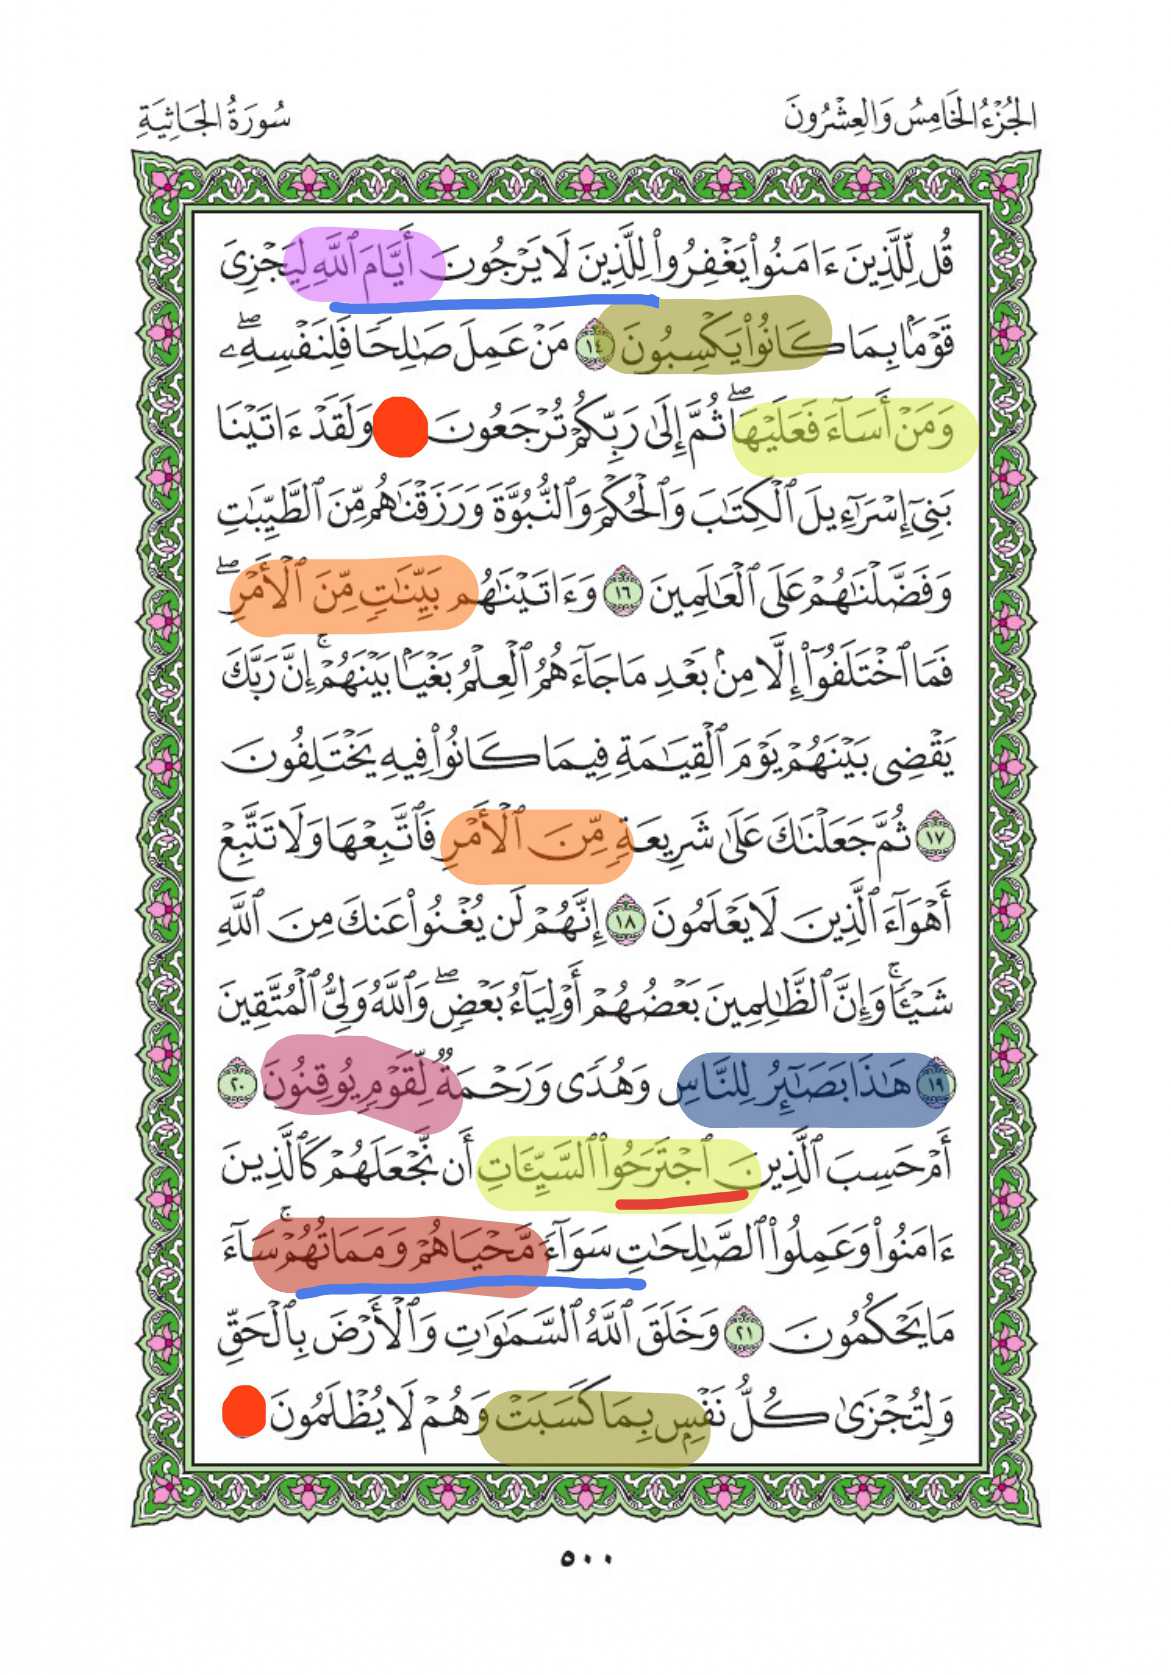 الجُزْءُ الخَامِسُ وَالعِشْرُونَ
سُورَةُ الجَاثِيَةِ
قُل لِّلَّذِينَ ءَامَنُوا۟ يَغْفِرُوا۟ لِلَّذِينَ لَا يَرْجُونَ أَيَّامَ ٱللَّهِ لِيَجْزِىَ
قَوْمًۢا بِمَا كَانُوا۟ يَكْسِبُونَ ١٤ مَنْ عَمِلَ صَٰلِحًا فَلِنَفْسِهِۦ ۖ
وَمَنْ أَسَآءَ فَعَلَيْهَا ۖ ثُمَّ إِلَىٰ رَبِّكُمْ تُرْجَعُونَ وَلَقَدْ ءَاتَيْنَا
بَنِىٓ إِسْرَٰٓءِيلَ ٱلْكِتَٰبَ وَٱلْحُكْمَ وَٱلنُّبُوَّةَ وَرَزَقْنَٰهُم مِّنَ ٱلطَّيِّبَٰتِ
وَفَضَّلْنَٰهُمْ عَلَى ٱلْعَٰلَمِينَ ١٦ وَءَاتَيْنَٰهُم بَيِّنَٰتٍ مِّنَ ٱلْأَمْرِ ۖ
فَمَا ٱخْتَلَفُوٓا۟ إِلَّا مِنۢ بَعْدِ مَا جَآءَهُمُ ٱلْعِلْمُ بَغْيًۢا بَيْنَهُمْ ۚ إِنَّ رَبَّكَ
يَقْضِى بَيْنَهُمْ يَوْمَ ٱلْقِيَٰمَةِ فِيمَا كَانُوا۟ فِيهِ يَخْتَلِفُونَ
١٧ ثُمَّ جَعَلْنَٰكَ عَلَىٰ شَرِيعَةٍ مِّنَ ٱلْأَمْرِ فَٱتَّبِعْهَا وَلَا تَتَّبِعْ
أَهْوَآءَ ٱلَّذِينَ لَا يَعْلَمُونَ ١٨ إِنَّهُمْ لَن يُغْنُوا۟ عَنكَ مِنَ ٱللَّهِ
شَيْـًٔا ۚ وَإِنَّ ٱلظَّٰلِمِينَ بَعْضُهُمْ أَوْلِيَآءُ بَعْضٍ ۖ وَٱللَّهُ وَلِىُّ ٱلْمُتَّقِينَ
١٩ هَٰذَا بَصَٰٓئِرُ لِلنَّاسِ وَهُدًى وَرَحْمَةٌ لِّقَوْمٍ يُوقِنُونَ ٢٠
أَمْ حَسِبَ ٱلَّذِينَ ٱجْتَرَحُوا۟ ٱلسَّيِّـَٔاتِ أَن نَّجْعَلَهُمْ كَٱلَّذِينَ
ءَامَنُوا۟ وَعَمِلُوا۟ ٱلصَّٰلِحَٰتِ سَوَآءً مَّحْيَاهُمْ وَمَمَاتُهُمْ ۚ سَآءَ
مَا يَحْكُمُونَ ٢١ وَخَلَقَ ٱللَّهُ ٱلسَّمَٰوَٰتِ وَٱلْأَرْضَ بِٱلْحَقِّ
وَلِتُجْزَىٰ كُلُّ نَفْسٍۭ بِمَا كَسَبَتْ وَهُمْ لَا يُظْلَمُونَ
٥٠٠